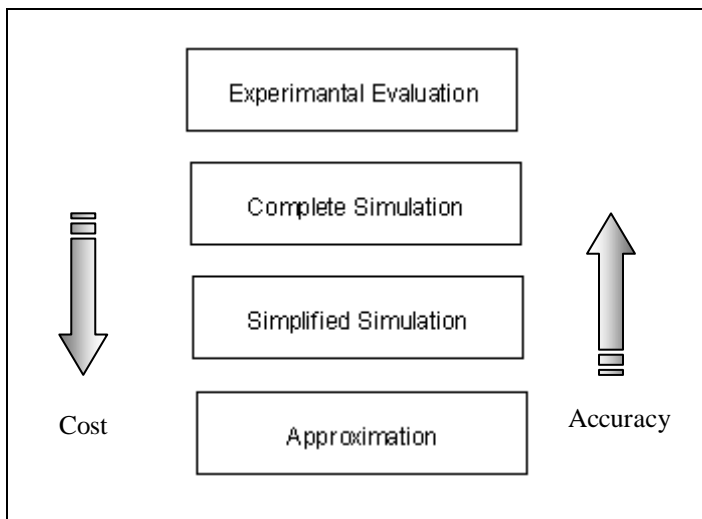 Experimantal Evaluation
Complete Simulation
Simplified Simulation
Approximation
Cost
Accuracy